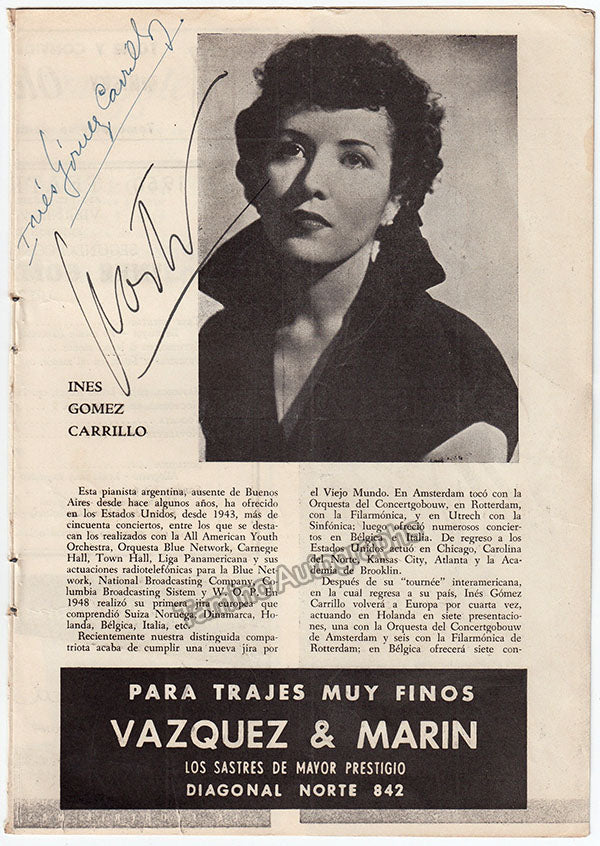 Inés Gómez Carrillo
INES
GOMEZ
CARRILLO
Esta pianista argentina, ausente de Buenos
Aires desde hace algunos años, ha ofrecido
en los Estados Unidos, desde 1943, más de
cincuenta conciertos, entre los que se desta-
can los realizados con la All American Youth
Orchestra, Orquesta Blue Network, Carnegie
Hall, Town Hall, Liga Panamericana y sus
actuaciones radiotelefónicas para la Blue Net-
work, National Broadcasting Company, Co-
lumbia Broadcasting Sistem y W. O. R. En
1948 realizó su primera jira europea que
comprendió Suiza Noruega, Dinamarca, Ho-
landa, Bélgica, Italia, etc.
Recientemente nuestra distinguida compa-
triota acaba de cumplir una nueva jira por
el Viejo Mundo. En Amsterdam tocó con la
Orquesta del Concertgobouw, en Rotterdam,
con la Filarmónica, y en Utrech con la
Sinfónica; luego ofreció numerosos concier-
tos en Bélgica e Italia. De regreso a los
Estados Unidos actuó en Chicago, Carolina
del Norte, Kansas City, Atlanta y la Aca-
demia de Brooklin.
Después de su "tournée" interamericana,
en la cual regresa a su país, Inés Gómez
Carrillo volverá a Europa por cuarta vez,
actuando en Holanda en siete presentacio-
nes, una con la Orquesta del Concertgobouw
de Amsterdam y seis con la Filarmónica de
Rotterdam; en Bélgica ofrecerá siete con-
Tamino Autographs
PARA TRAJES MUY FINOS
VAZQUEZ & MARIN
LOS SASTRES DE MAYOR PRESTIGIO
DIAGONAL NORTE 842